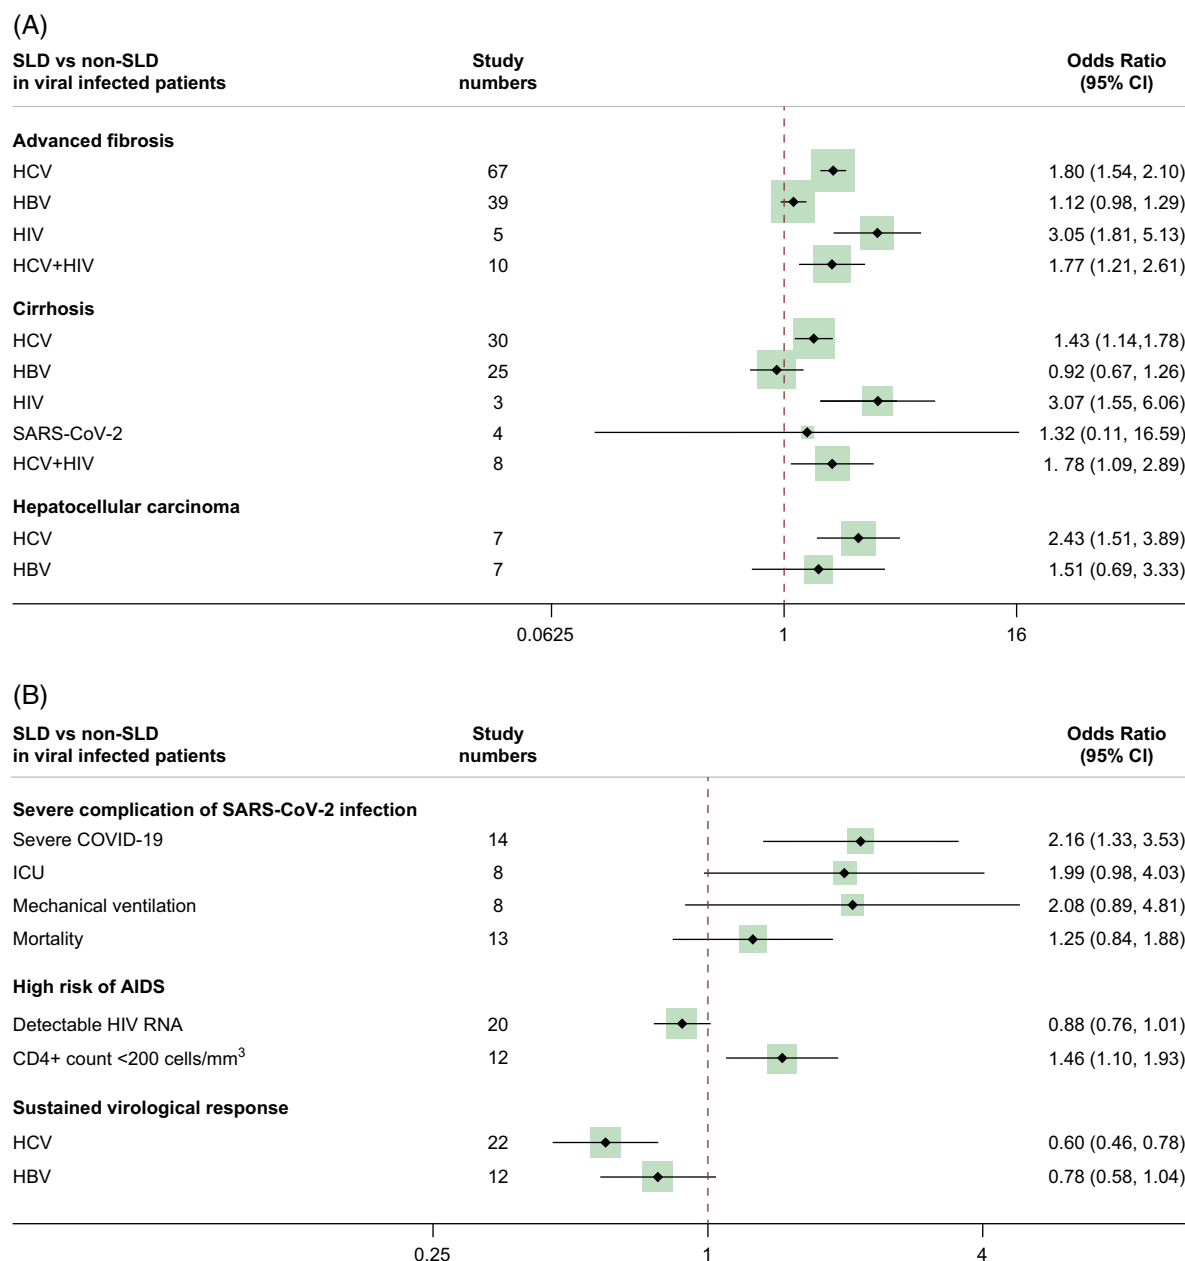 (A)
SLD vs non-SLD
in viral infected patients
Study
numbers
Odds Ratio
(95% CI)
Advanced fibrosis
HCV 67 1.80 (1.54, 2.10)
HBV 39 1.12 (0.98, 1.29)
HIV 5 3.05 (1.81, 5.13)
HCV+HIV 10 1.77 (1.21, 2.61)
Cirrhosis
HCV 30 1.43 (1.14,1.78)
HBV 25 0.92 (0.67, 1.26)
HIV 3 3.07 (1.55, 6.06)
SARS-CoV-2 4 1.32 (0.11, 16.59)
HCV+HIV 8 1. 78 (1.09, 2.89)
Hepatocellular carcinoma
HCV 7 2.43 (1.51, 3.89)
HBV 7 1.51 (0.69, 3.33)
0.0625 1 16
(B)
SLD vs non-SLD
in viral infected patients
Study
numbers
Odds Ratio
(95% CI)
Severe complication of SARS-CoV-2 infection
Severe COVID-19 14 2.16 (1.33, 3.53)
ICU 8 1.99 (0.98, 4.03)
Mechanical ventilation 8 2.08 (0.89, 4.81)
Mortality 13 1.25 (0.84, 1.88)
High risk of AIDS
Detectable HIV RNA 20 0.88 (0.76, 1.01)
CD4+ count <200 cells/mm³ 12 1.46 (1.10, 1.93)
Sustained virological response
HCV 22 0.60 (0.46, 0.78)
HBV 12 0.78 (0.58, 1.04)
0.25 1 4